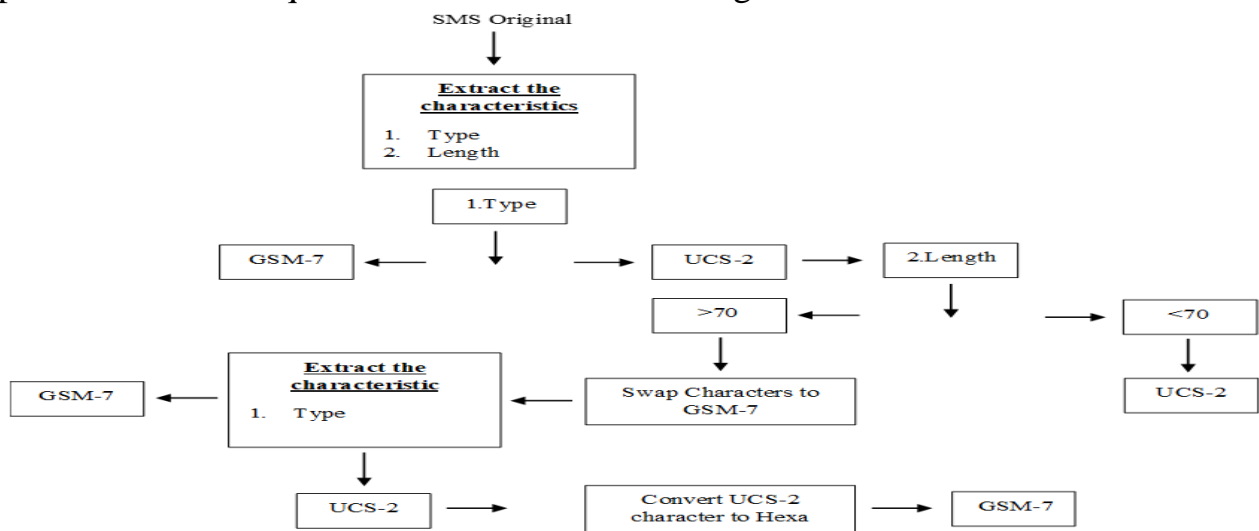 SMS Original
Extract the
characteristics
1. Type
2. Length
1.Type
GSM-7
UCS-2
2.Length
>70
<70
Extract the
characteristic
1. Type
GSM-7
Swap Characters to
GSM-7
UCS-2
UCS-2
Convert UCS-2
character to Hexa
GSM-7